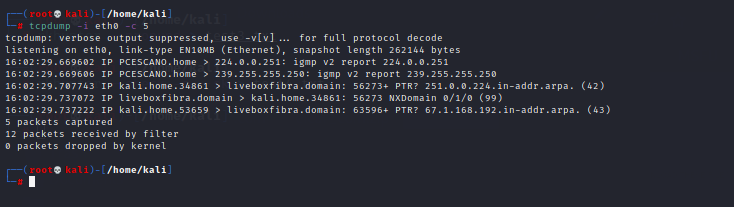 ┌──(root💀kali)-[/home/kali]
└─# tcpdump -i eth0 -c 5
tcpdump: verbose output suppressed, use -v[v]... for full protocol decode
listening on eth0, link-type EN10MB (Ethernet), snapshot length 262144 bytes
16:02:29.669602 IP PCESCANO.home > 224.0.0.251: igmp v2 report 224.0.0.251
16:02:29.669606 IP PCESCANO.home > 239.255.255.250: igmp v2 report 239.255.255.250
16:02:29.707743 IP kali.home.34861 > liveboxfibra.domain: 56273+ PTR? 251.0.0.224.in-addr.arpa. (42)
16:02:29.737072 IP liveboxfibra.domain > kali.home.34861: 56273 NXDomain 0/1/0 (99)
16:02:29.737222 IP kali.home.53659 > liveboxfibra.domain: 63596+ PTR? 67.1.168.192.in-addr.arpa. (43)
5 packets captured
12 packets received by filter
0 packets dropped by kernel
┌──(root💀kali)-[/home/kali]
└─#